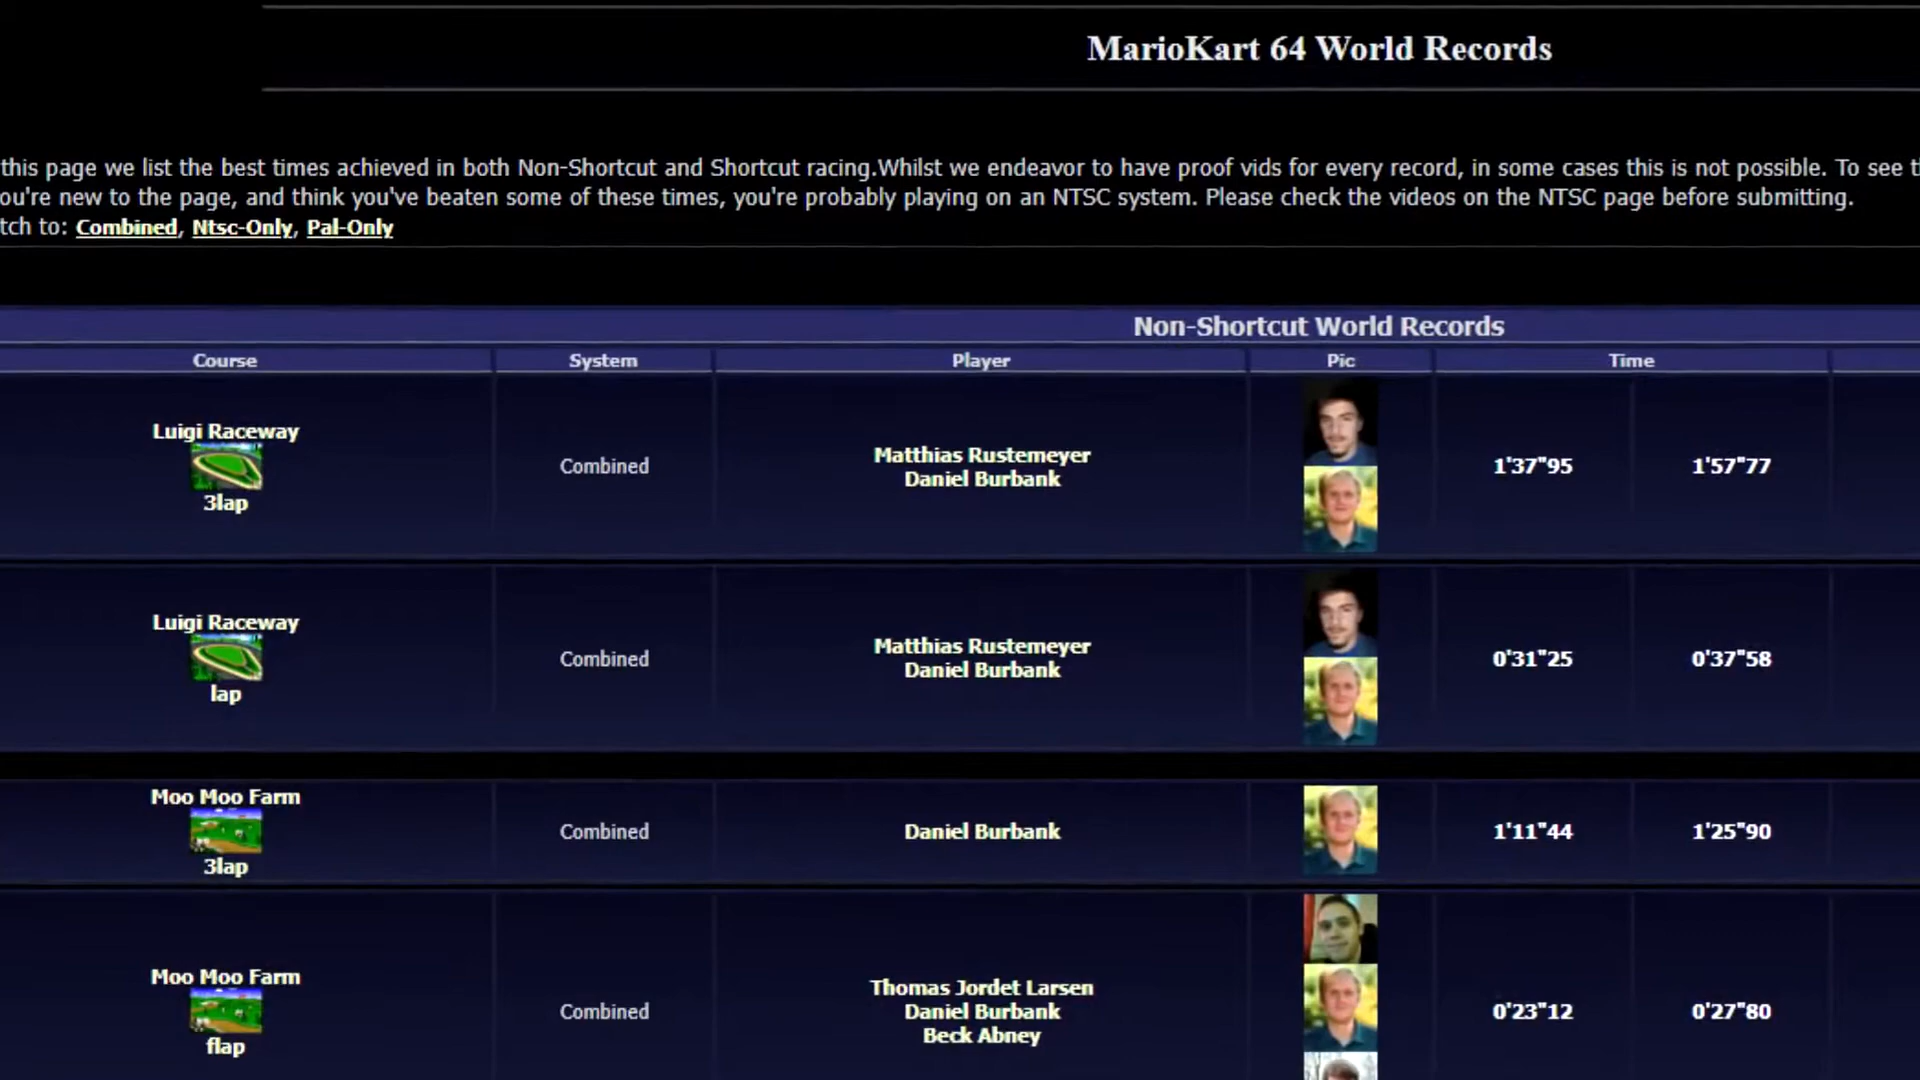 MarioKart 64 World Records
this page we list the best times achieved in both Non-Shortcut and Shortcut racing.Whilst we endeavor to have proof vids for every record, in some cases this is not possible. To see
ou're new to the page, and think you've beaten some of these times, you're probably playing on an NTSC system. Please check the videos on the NTSC page before submitting.
tch to: Combined, Ntsc-Only, Pal-Only
Non-Shortcut World Records
Course System Player Pic Time
Luigi Raceway
3lap
Combined
Matthias Rustemeyer
Daniel Burbank
1'37"95 1'57"77
Luigi Raceway
lap
Combined
Matthias Rustemeyer
Daniel Burbank
0'31"25 0'37"58
Moo Moo Farm
3lap
Combined
Daniel Burbank
1'11"44 1'25"90
Moo Moo Farm
flap
Combined
Thomas Jordet Larsen
Daniel Burbank
Beck Abney
0'23"12 0'27"80